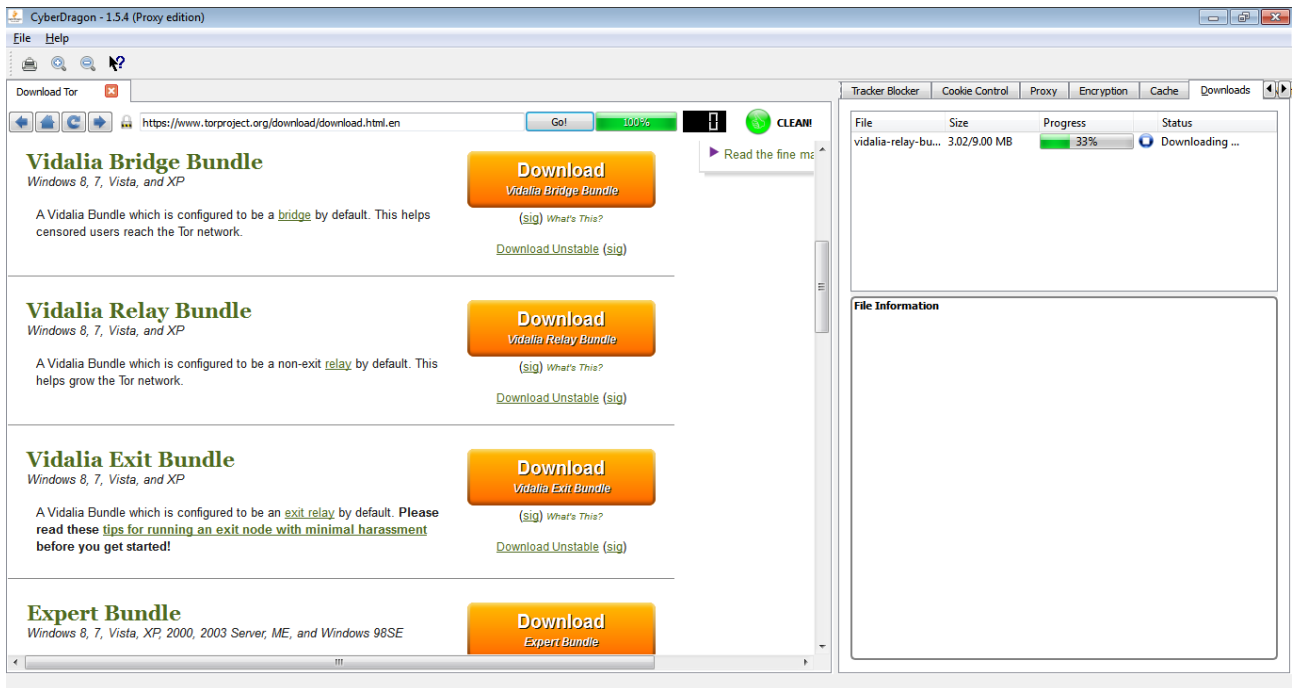 CyberDragon - 1.5.4 (Proxy edition)
File Help
Download Tor
https://www.torproject.org/download/download.html.en
Go!
100%
0
CLEAN!
Vidalia Bridge Bundle
Windows 8, 7, Vista, and XP
A Vidalia Bundle which is configured to be a bridge by default. This helps
censored users reach the Tor network.
Download
Vidalia Bridge Bundle
(sig) What's This?
Download Unstable (sig)
Read the fine ma
Vidalia Relay Bundle
Windows 8, 7, Vista, and XP
A Vidalia Bundle which is configured to be a non-exit relay by default. This
helps grow the Tor network.
Download
Vidalia Relay Bundle
(sig) What's This?
Download Unstable (sig)
Vidalia Exit Bundle
Windows 8, 7, Vista, and XP
A Vidalia Bundle which is configured to be an exit relay by default. Please
read these tips for running an exit node with minimal harassment
before you get started!
Download
Vidalia Exit Bundle
(sig) What's This?
Download Unstable (sig)
Expert Bundle
Windows 8, 7, Vista, XP, 2000, 2003 Server, ME, and Windows 98SE
Download
Expert Bundle
Tracker Blocker Cookie Control Proxy Encryption Cache Downloads
File Size Progress Status
vidalia-relay-bu... 3.02/9.00 MB 33% Downloading ...
File Information